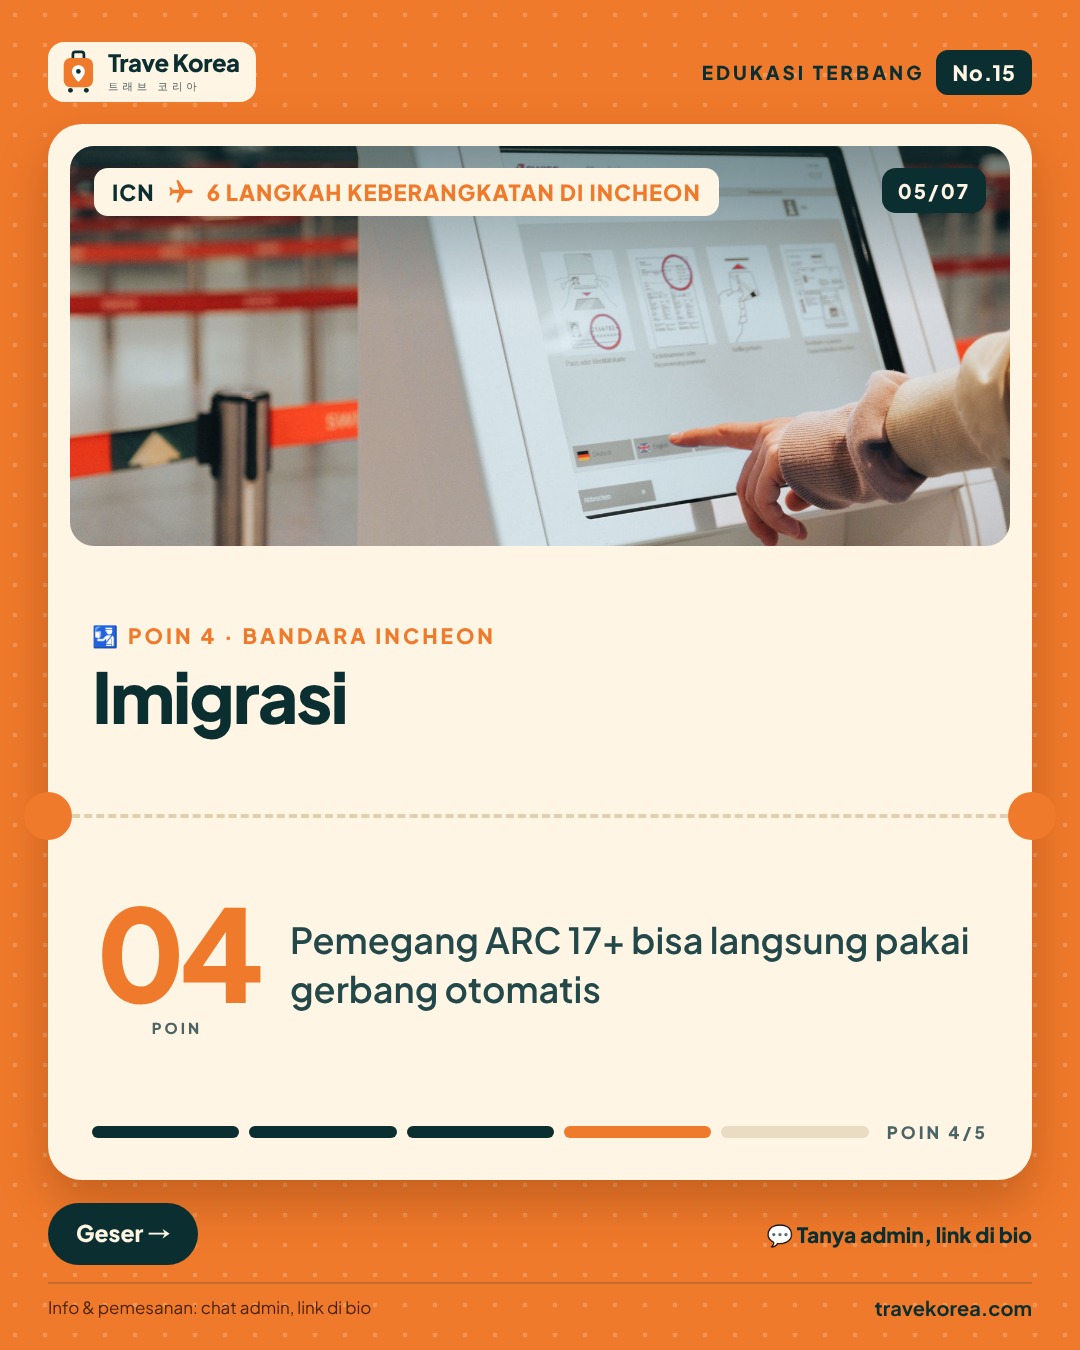 Trave Korea
트래브 코리아
EDUKASI TERBANG
No.15
ICN ✈ 6 LANGKAH KEBERANGKATAN DI INCHEON
05/07
🛂 POIN 4 · BANDARA INCHEON
Imigrasi
04
POIN
Pemegang ARC 17+ bisa langsung pakai
gerbang otomatis
POIN 4/5
Geser →
💬 Tanya admin, link di bio
Info & pemesanan: chat admin, link di bio
travekorea.com